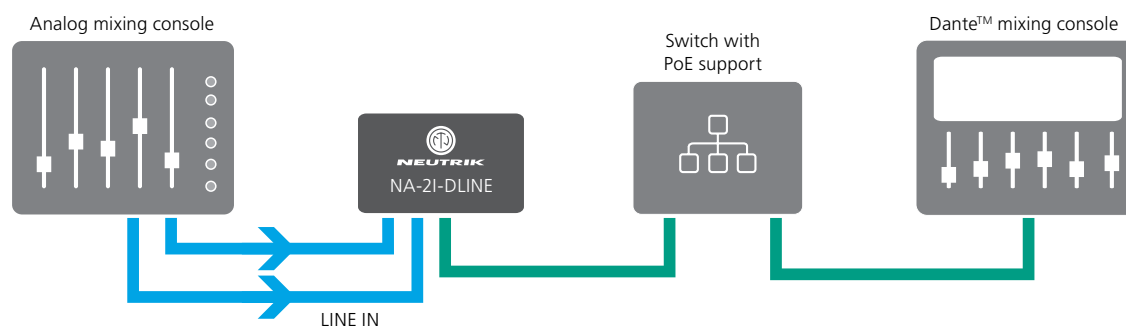 Analog mixing console
Switch with
PoE support
Dante™ mixing console
NEUTRIK
NA-2I-DLINE
LINE IN